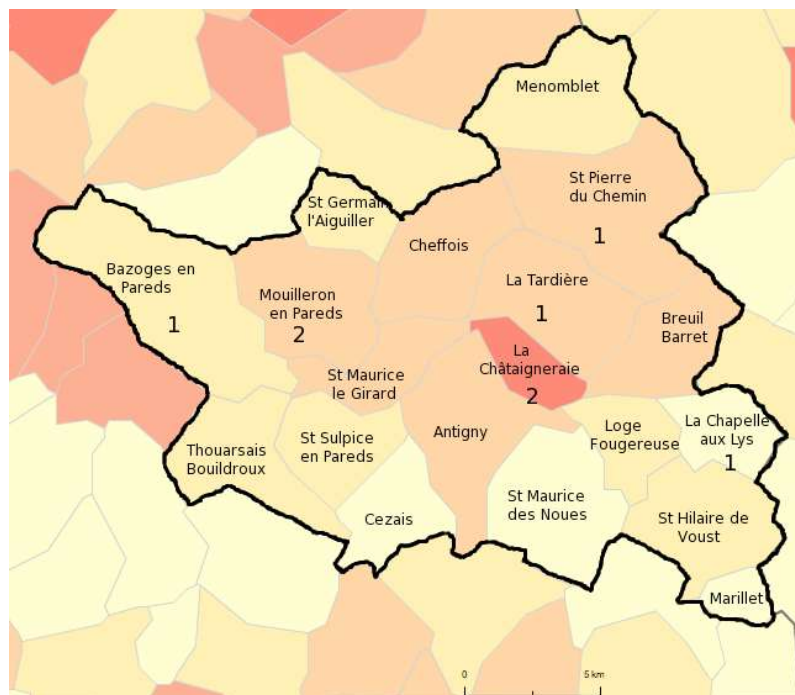 Menomblet
St Pierre
du Chemin
1
St Germain
l'Aiguiller
Cheffois
Bazoges en
Pareds
1
Mouilleron
en Pareds
2
La Tardière
1
Breuil
Barret
La
Châtaigneraie
2
St Maurice
le Girard
Antigny
Loge
Fougereuse
La Chapelle
aux Lys
1
Thouarsais
Bouildroux
St Sulpice
en Pareds
Cezais
St Maurice
des Noues
St Hilaire de
Voust
Marillet
0
5 km